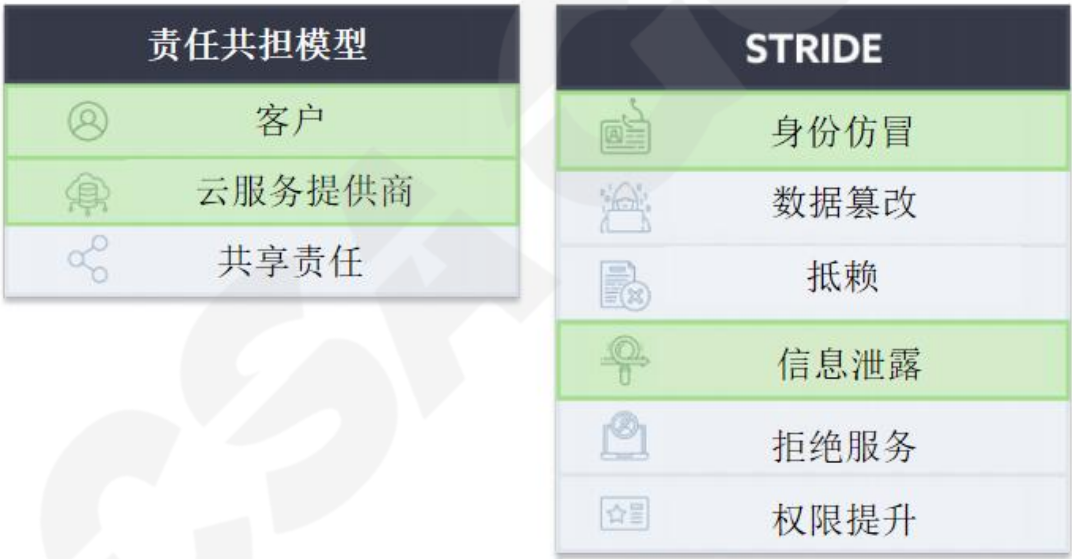 责任共担模型
客户
云服务提供商
共享责任
STRIDE
身份仿冒
数据篡改
抵赖
信息泄露
拒绝服务
权限提升